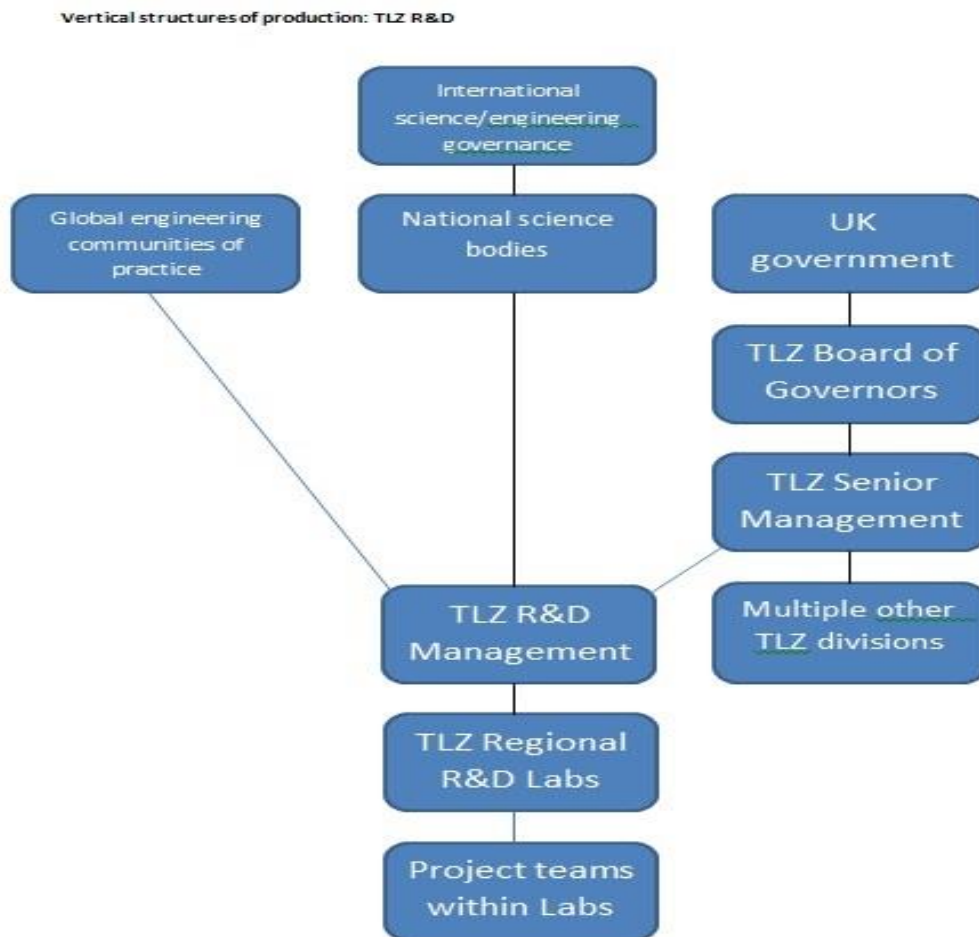 Vertical structures of production: TLZ R&D
International
science/engineering
governance
Global engineering
communities of
practice
National science
bodies
UK
government
TLZ Board of
Governors
TLZ Senior
Management
TLZ R&D
Management
Multiple other
TLZ divisions
TLZ Regional
R&D Labs
Project teams
within Labs